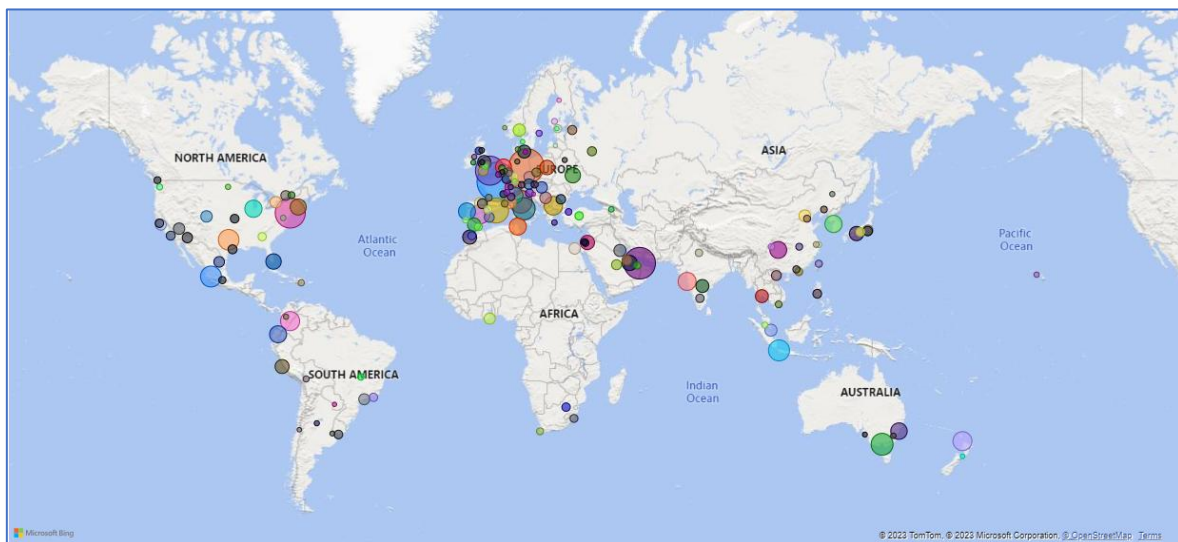 NORTH AMERICA
ASIA
EUROPE
Atlantic
Ocean
Pacific
Ocean
AFRICA
SOUTH AMERICA
Indian
Ocean
AUSTRALIA
Microsoft Bing
© 2023 TomTom, © 2023 Microsoft Corporation, © OpenStreetMap Terms